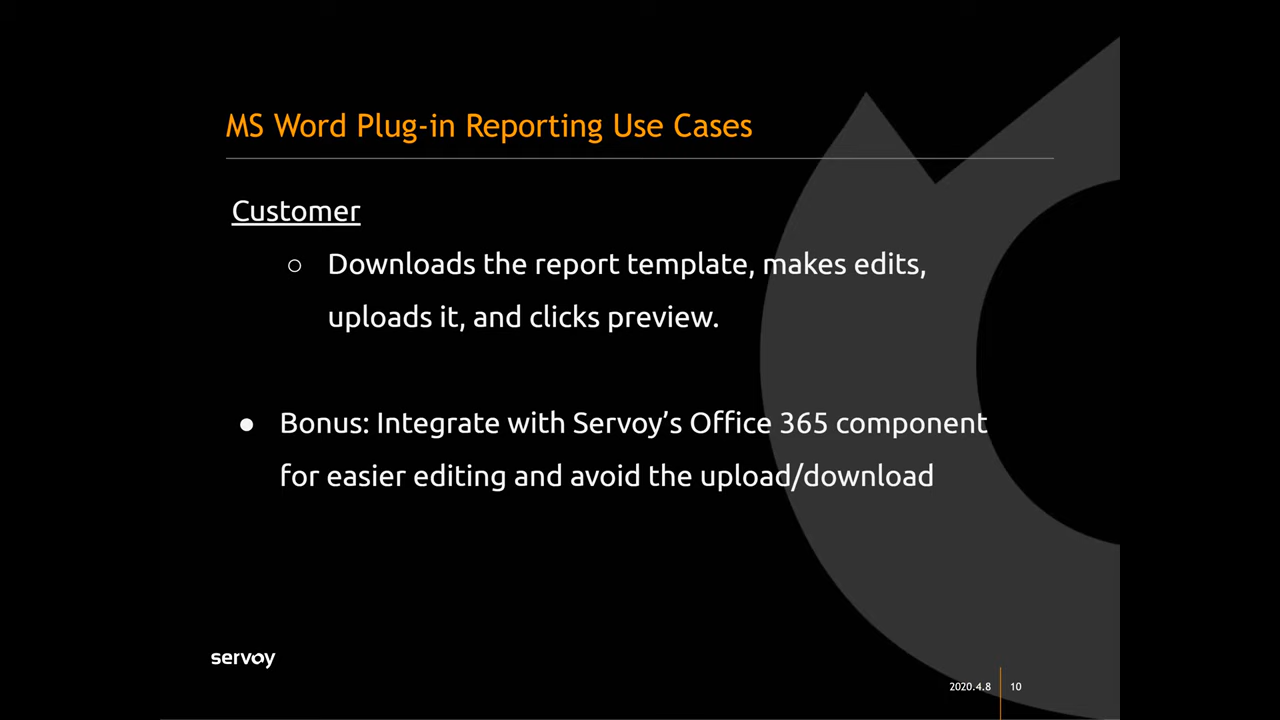 MS Word Plug-in Reporting Use Cases
Customer
○ Downloads the report template, makes edits,
uploads it, and clicks preview.
● Bonus: Integrate with Servoy’s Office 365 component
for easier editing and avoid the upload/download
servoy
2020.4.8 10